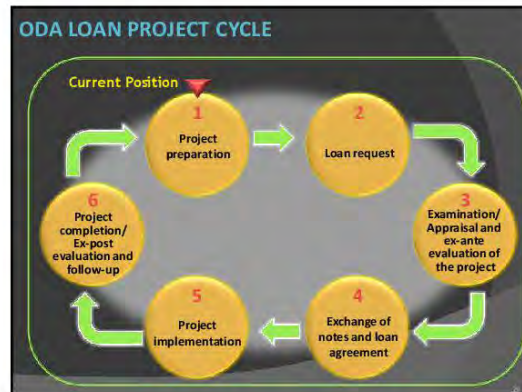 ODA LOAN PROJECT CYCLE
Current Position
1
Project
preparation
2
Loan request
3
Examination/
Appraisal and
ex-ante
evaluation of
the project
4
Exchange of
notes and loan
agreement
5
Project
implementation
6
Project
completion/
Ex-post
evaluation and
follow-up